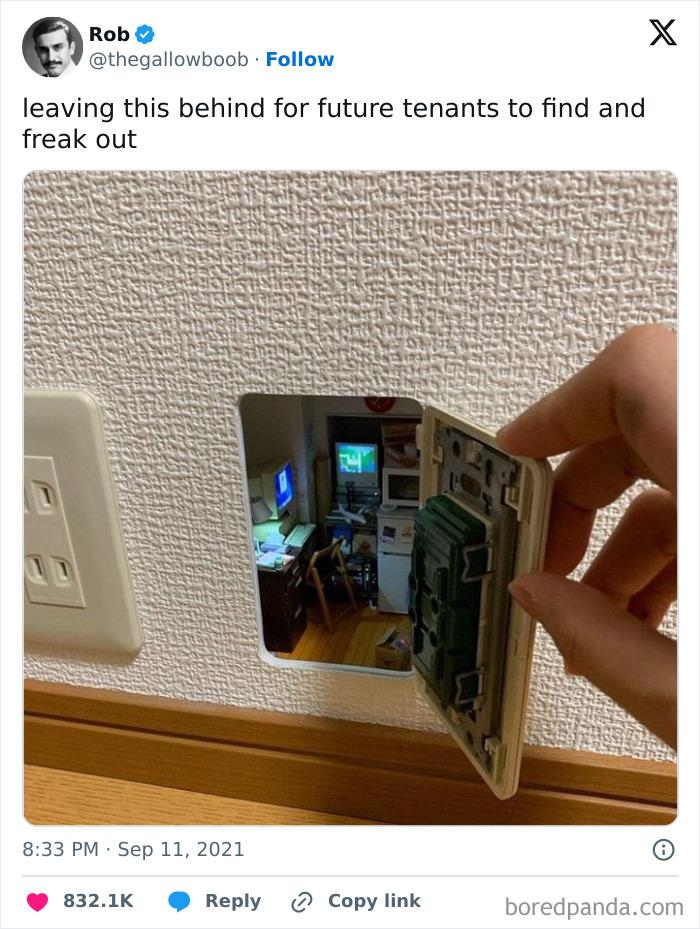 Rob
@thegallowboob · Follow
leaving this behind for future tenants to find and
freak out
8:33 PM · Sep 11, 2021
832.1K Reply Copy link
boredpanda.com